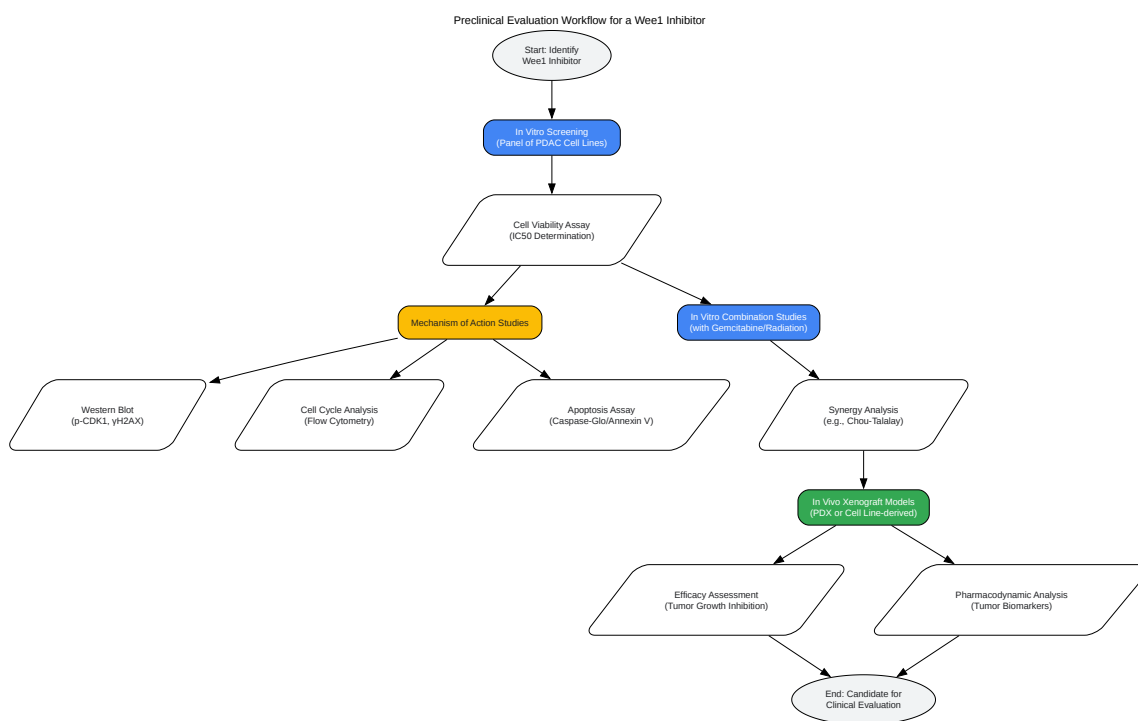 Preclinical Evaluation Workflow for a Wee1 Inhibitor
Start: Identify
Wee1 Inhibitor
In Vitro Screening
(Panel of PDAC Cell Lines)
Cell Viability Assay
(IC50 Determination)
Mechanism of Action Studies
In Vitro Combination Studies
(with Gemcitabine/Radiation)
Western Blot
(p-CDK1, γH2AX)
Cell Cycle Analysis
(Flow Cytometry)
Apoptosis Assay
(Caspase-Glo/Annexin V)
Synergy Analysis
(e.g., Chou-Talalay)
In Vivo Xenograft Models
(PDX or Cell Line-derived)
Efficacy Assessment
(Tumor Growth Inhibition)
Pharmacodynamic Analysis
(Tumor Biomarkers)
End: Candidate for
Clinical Evaluation